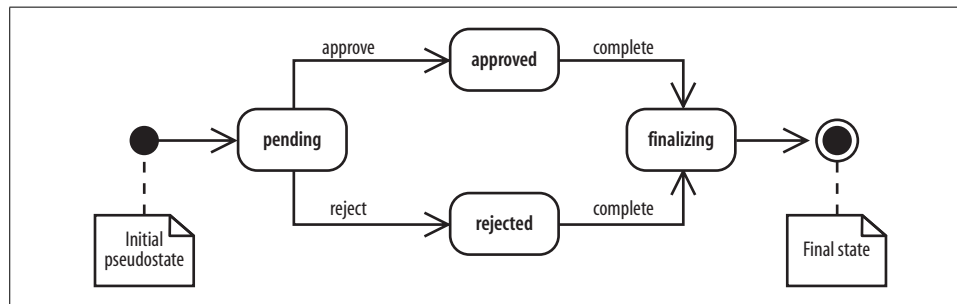 approve
approved
complete
pending
finalizing
reject
rejected
complete
Initial
pseudostate
Final state